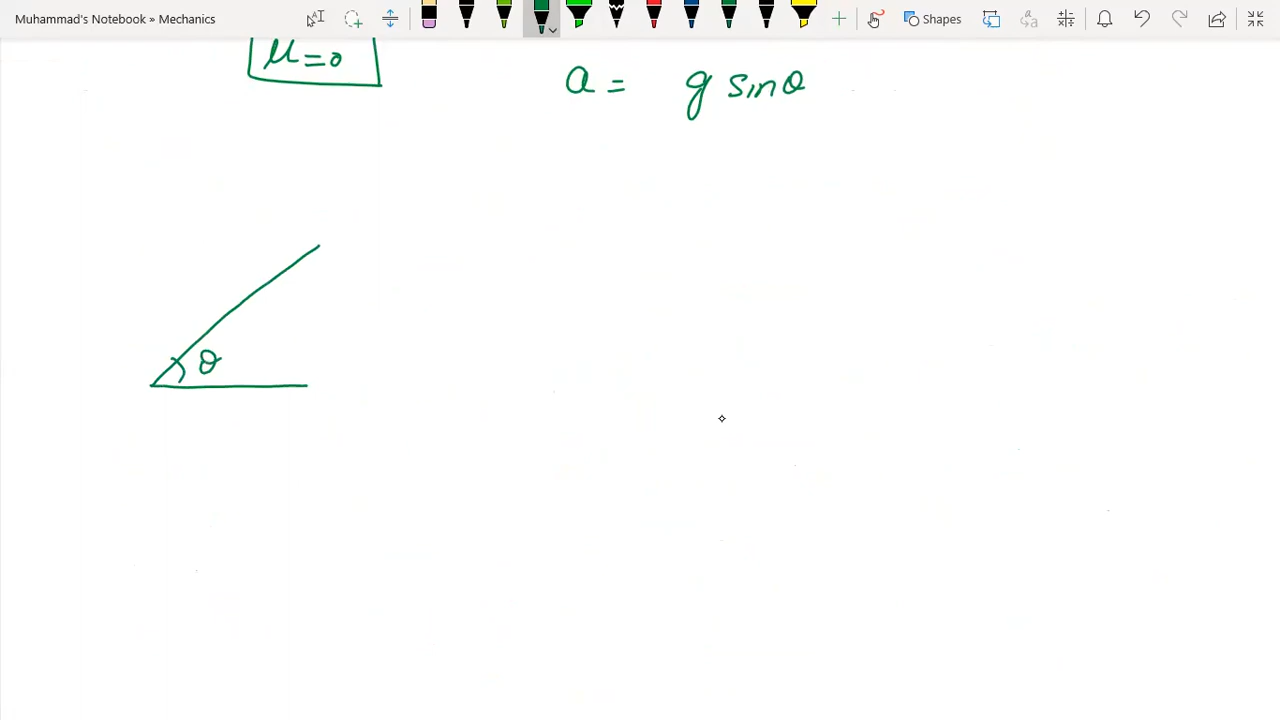 Muhammad's Notebook » Mechanics
Shapes
μ=0
a = g sinθ
θ